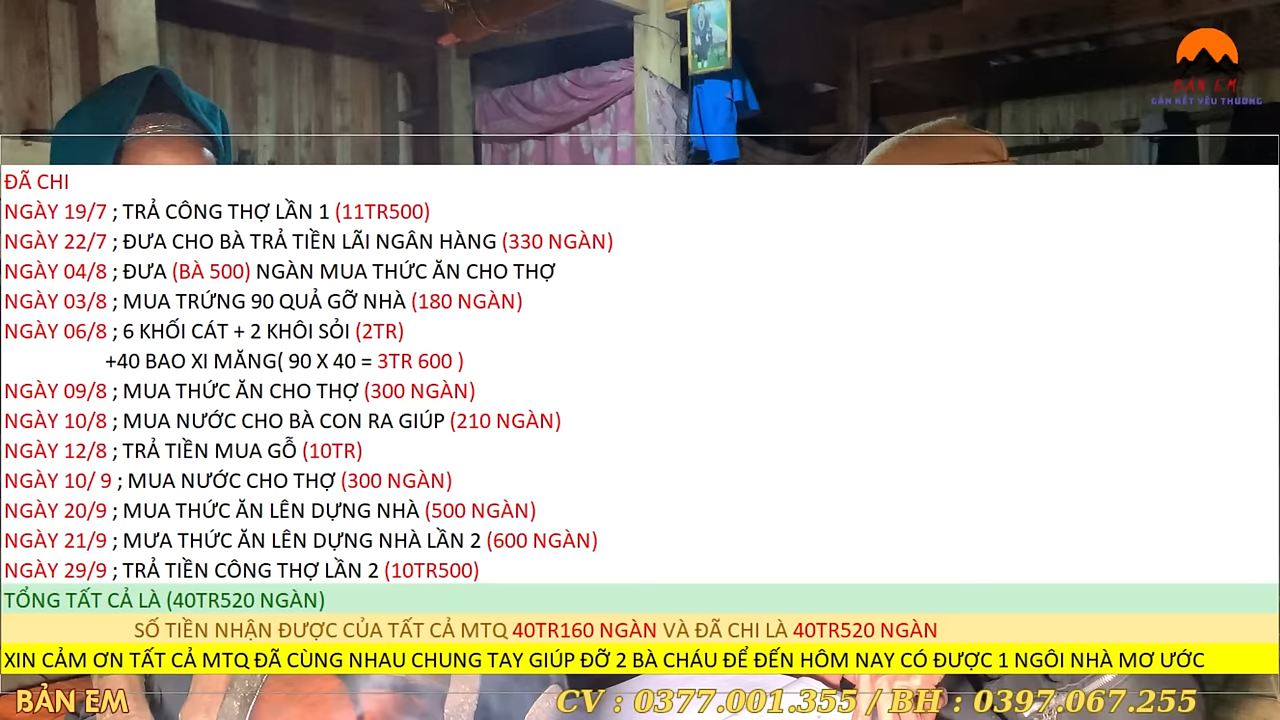 BẢN EM
GẮN KẾT YÊU THƯƠNG
ĐÃ CHI
NGÀY 19/7 ; TRẢ CÔNG THỢ LẦN 1 (11TR500)
NGÀY 22/7 ; ĐƯA CHO BÀ TRẢ TIỀN LÃI NGÂN HÀNG (330 NGÀN)
NGÀY 04/8 ; ĐƯA (BÀ 500) NGÀN MUA THỨC ĂN CHO THỢ
NGÀY 03/8 ; MUA TRỨNG 90 QUẢ GỠ NHÀ (180 NGÀN)
NGÀY 06/8 ; 6 KHỐI CÁT + 2 KHÔI SỎI (2TR)
+40 BAO XI MĂNG( 90 X 40 = 3TR 600 )
NGÀY 09/8 ; MUA THỨC ĂN CHO THỢ (300 NGÀN)
NGÀY 10/8 ; MUA NƯỚC CHO BÀ CON RA GIÚP (210 NGÀN)
NGÀY 12/8 ; TRẢ TIỀN MUA GỖ (10TR)
NGÀY 10/ 9 ; MUA NƯỚC CHO THỢ (300 NGÀN)
NGÀY 20/9 ; MUA THỨC ĂN LÊN DỰNG NHÀ (500 NGÀN)
NGÀY 21/9 ; MƯA THỨC ĂN LÊN DỰNG NHÀ LẦN 2 (600 NGÀN)
NGÀY 29/9 ; TRẢ TIỀN CÔNG THỢ LẦN 2 (10TR500)
TỔNG TẤT CẢ LÀ (40TR520 NGÀN)
SỐ TIỀN NHẬN ĐƯỢC CỦA TẤT CẢ MTQ 40TR160 NGÀN VÀ ĐÃ CHI LÀ 40TR520 NGÀN
XIN CẢM ƠN TẤT CẢ MTQ ĐÃ CÙNG NHAU CHUNG TAY GIÚP ĐỠ 2 BÀ CHÁU ĐỂ ĐẾN HÔM NAY CÓ ĐƯỢC 1 NGÔI NHÀ MƠ ƯỚC
BẢN EM
CV : 0377.001.355 / BH : 0397.067.255